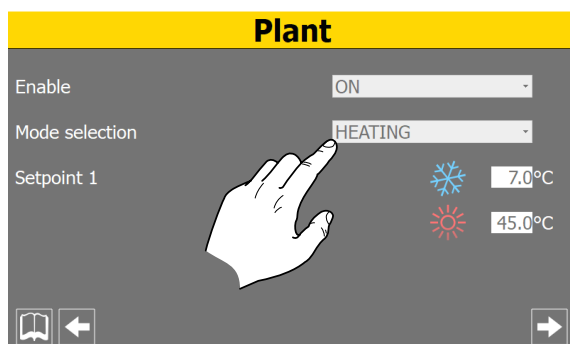 Plant
Enable ON
Mode selection HEATING
Setpoint 1 7.0°C
45.0°C